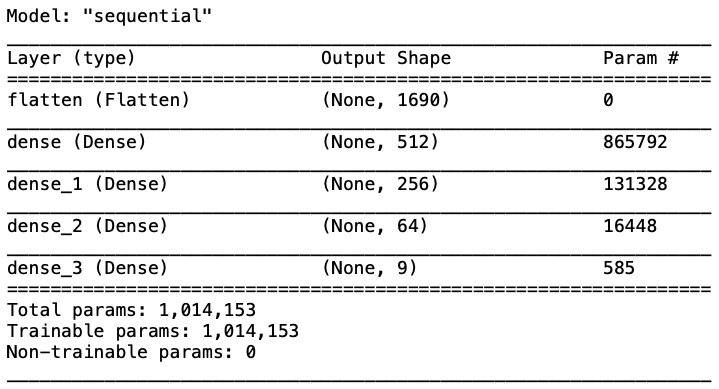 Model: "sequential"
Layer (type) Output Shape Param #
flatten (Flatten) (None, 1690) 0
dense (Dense) (None, 512) 865792
dense_1 (Dense) (None, 256) 131328
dense_2 (Dense) (None, 64) 16448
dense_3 (Dense) (None, 9) 585
Total params: 1,014,153
Trainable params: 1,014,153
Non-trainable params: 0